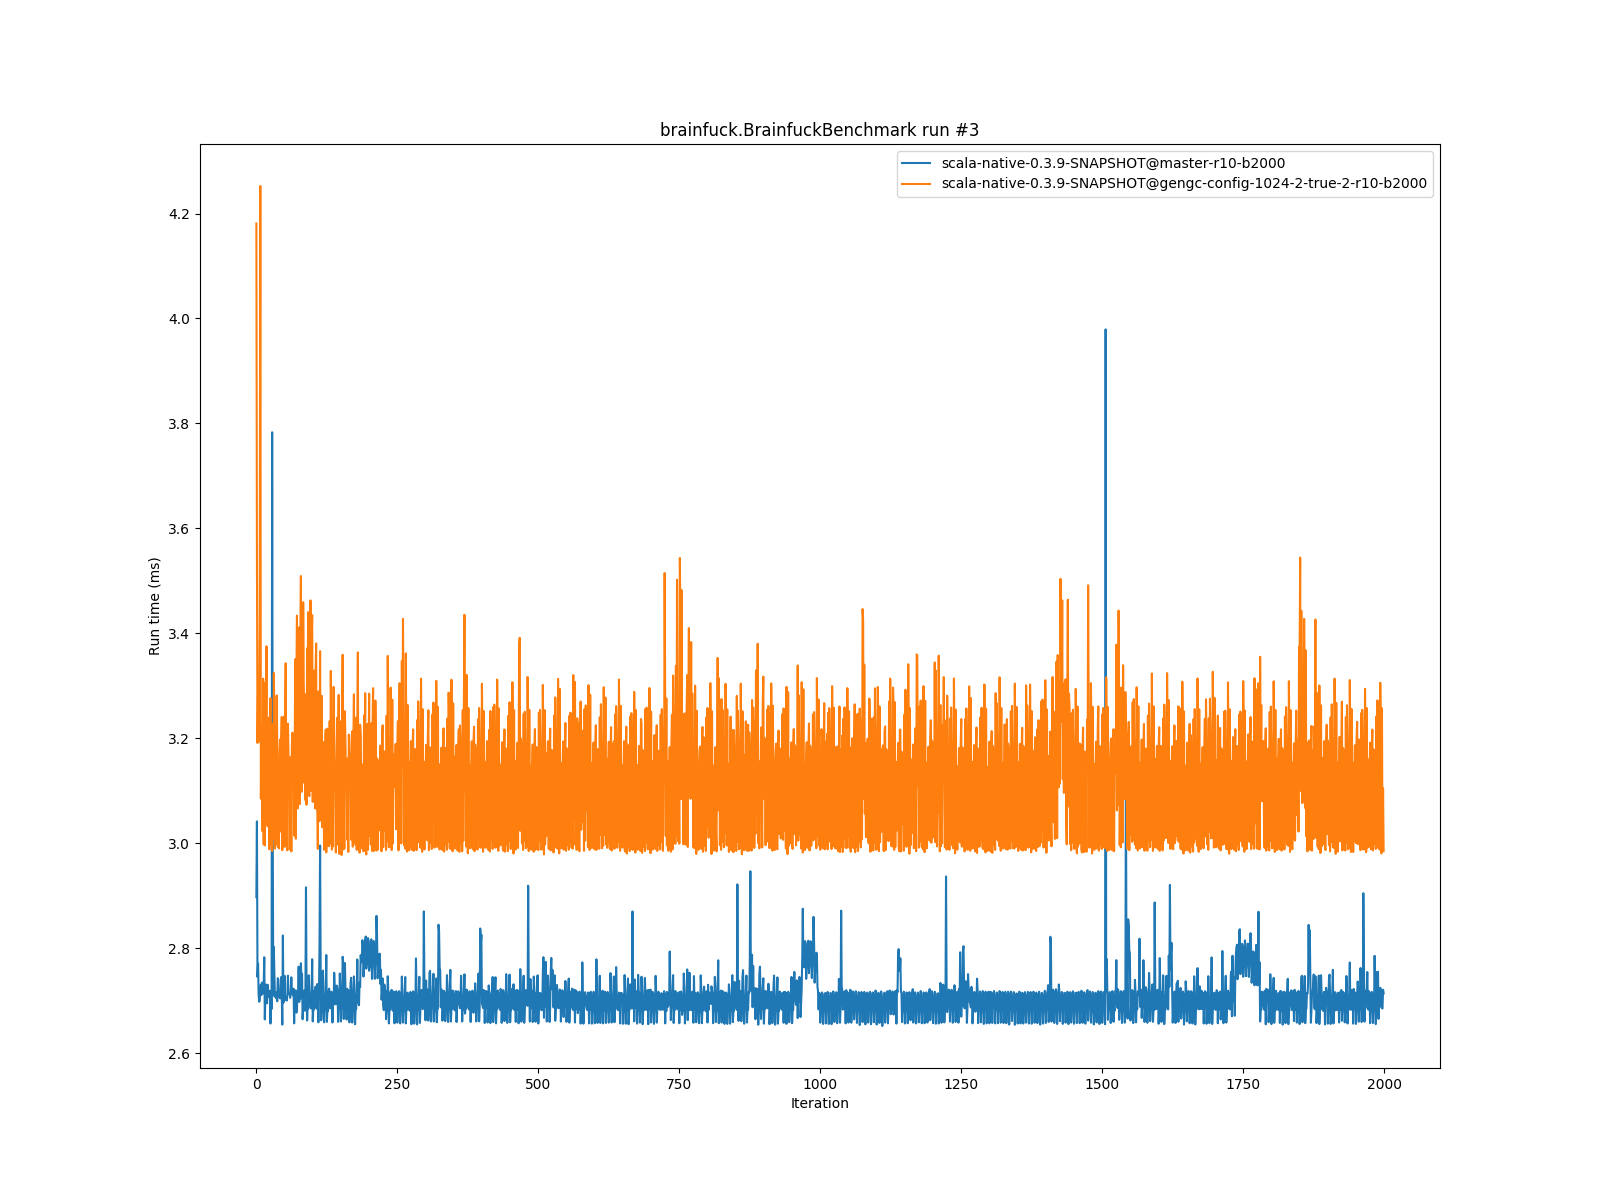 brainfuck.BrainfuckBenchmark run #3
scala-native-0.3.9-SNAPSHOT@master-r10-b2000
scala-native-0.3.9-SNAPSHOT@gengc-config-1024-2-true-2-r10-b2000
4.2
4.0
3.8
3.6
3.4
3.2
3.0
2.8
2.6
Run time (ms)
0 250 500 750 1000 1250 1500 1750 2000
Iteration